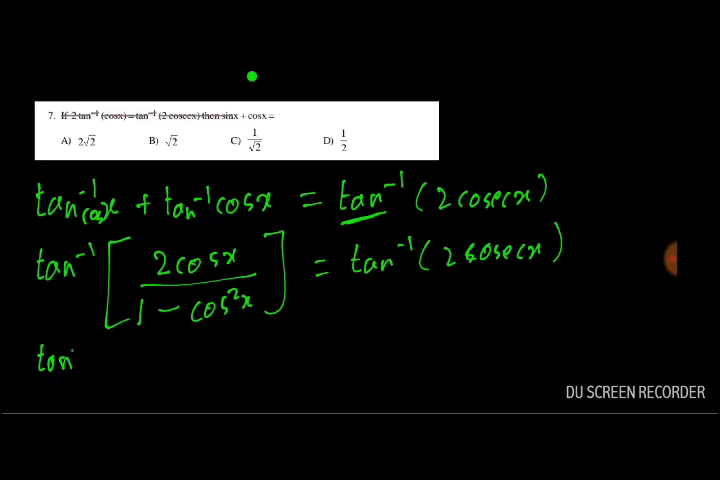 7. If 2 tan⁻¹ (cosx) = tan⁻¹ (2 cosecx) then sinx + cosx =
A) 2√2 B) √2 C) 1/√2 D) 1/2
tan⁻¹cosx + tan⁻¹cosx = tan⁻¹(2cosecx)
tan⁻¹[2cosx/(1 - cos²x)] = tan⁻¹(2cosecx)
tan
DU SCREEN RECORDER